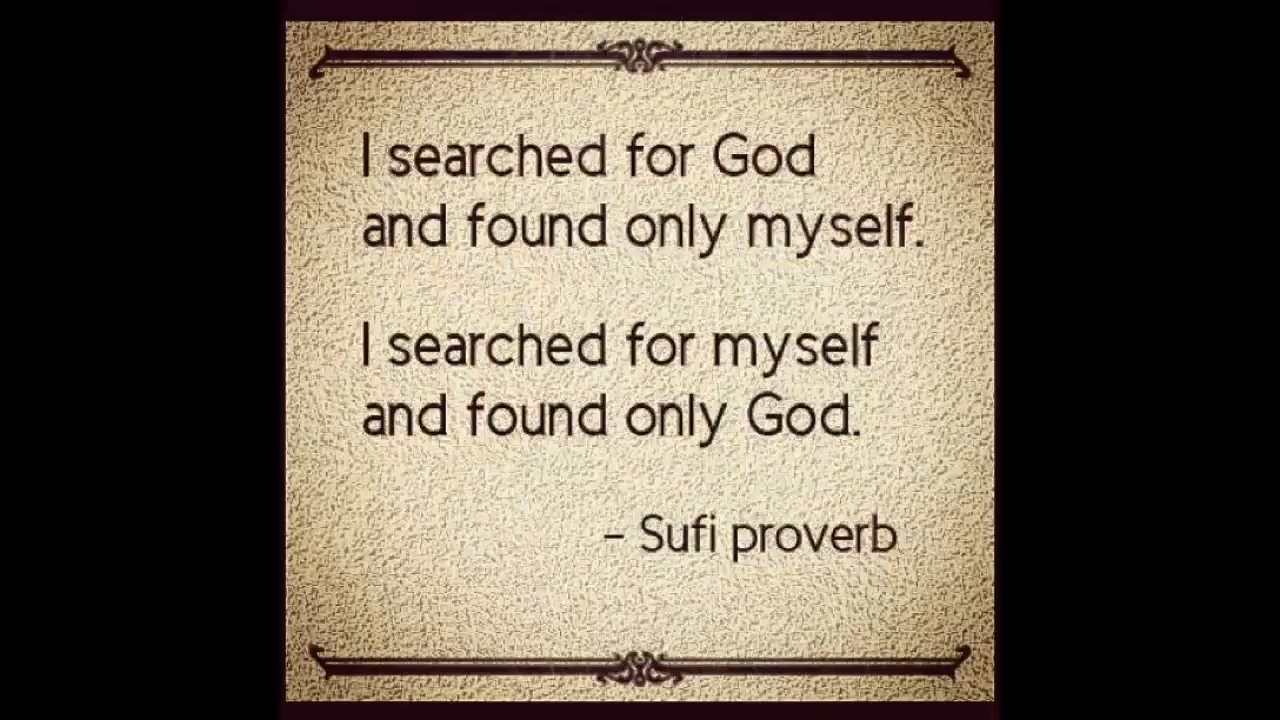 I searched for God
and found only myself.
I searched for myself
and found only God.
- Sufi proverb